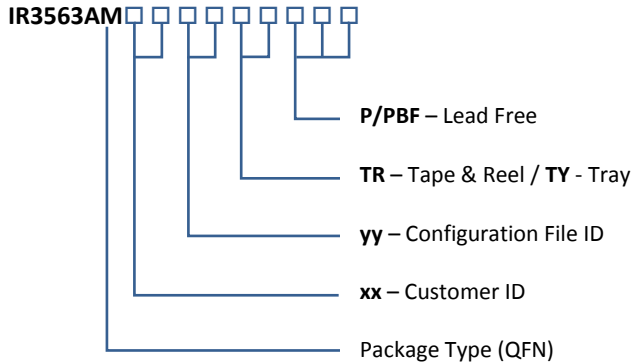 IR3563AM
P/PBF – Lead Free
TR – Tape & Reel / TY - Tray
yy – Configuration File ID
xx – Customer ID
Package Type (QFN)